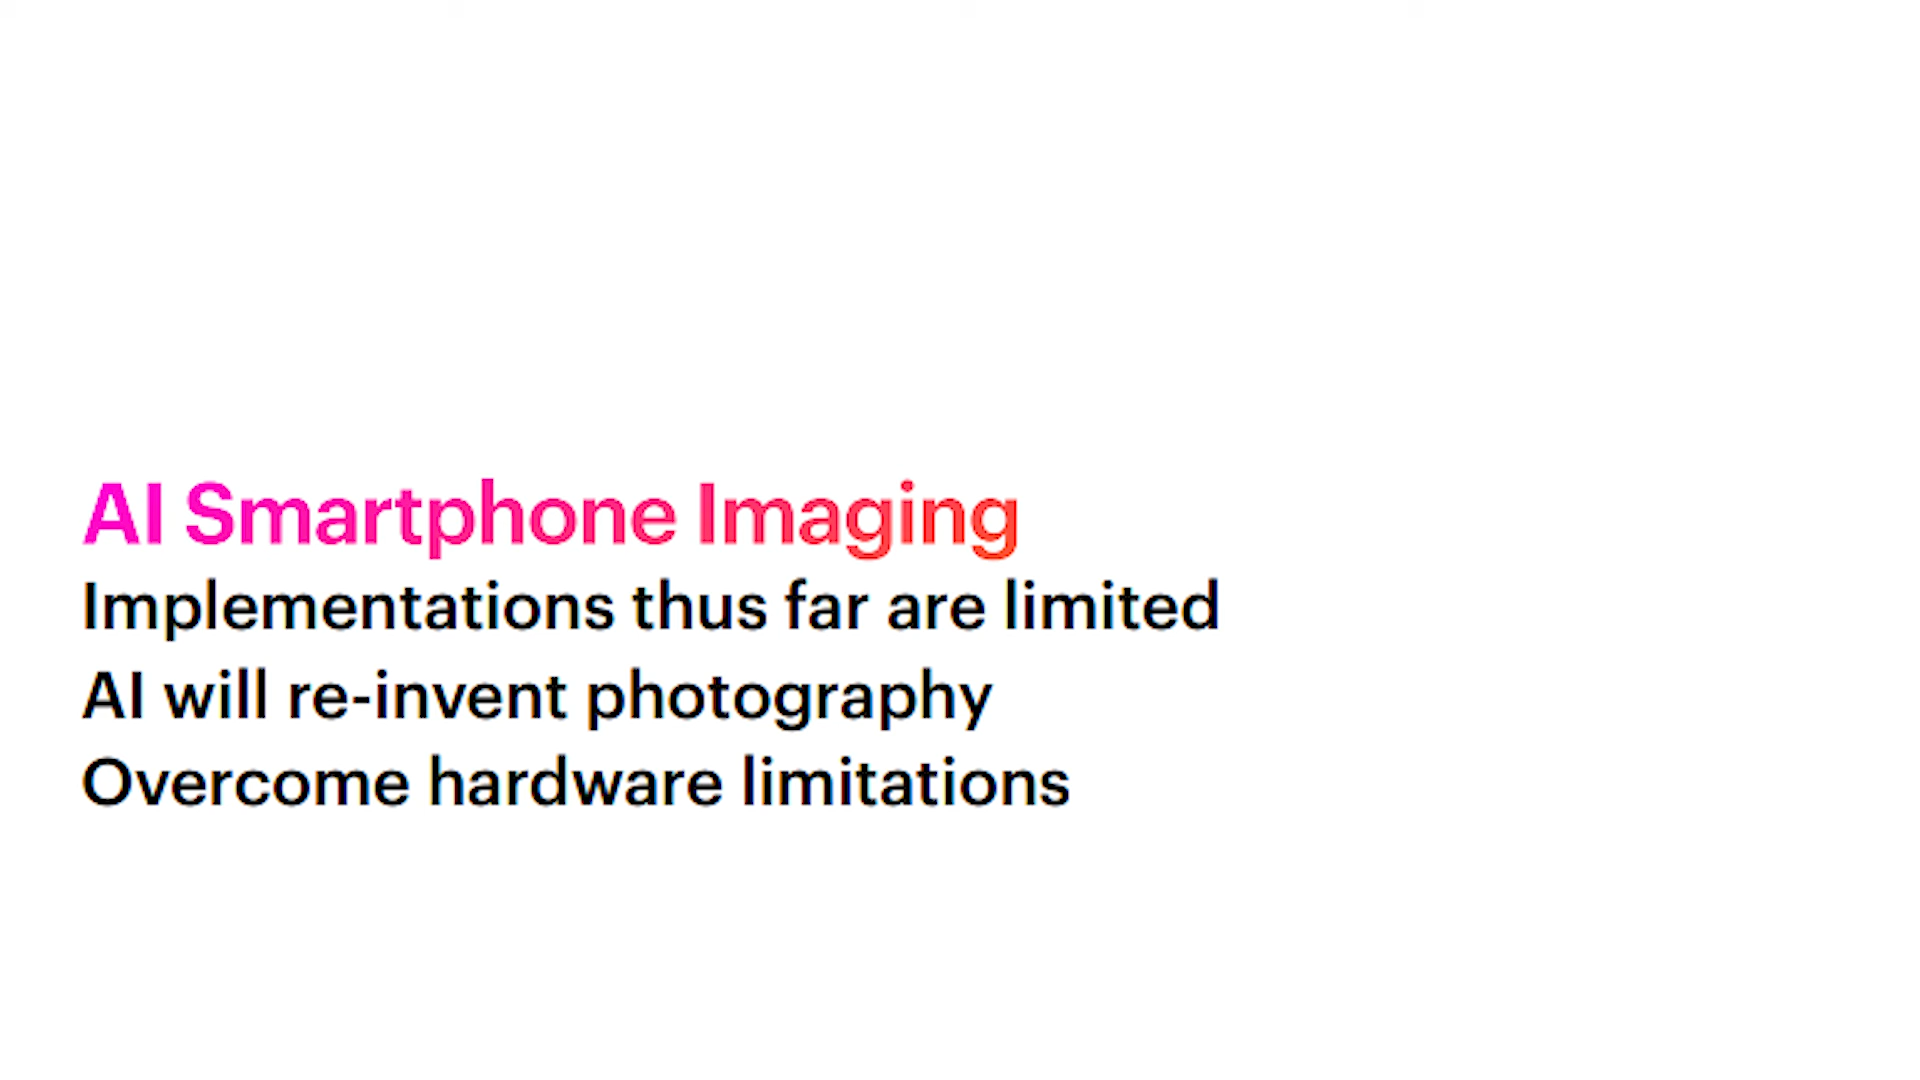 AI Smartphone Imaging
Implementations thus far are limited
AI will re-invent photography
Overcome hardware limitations